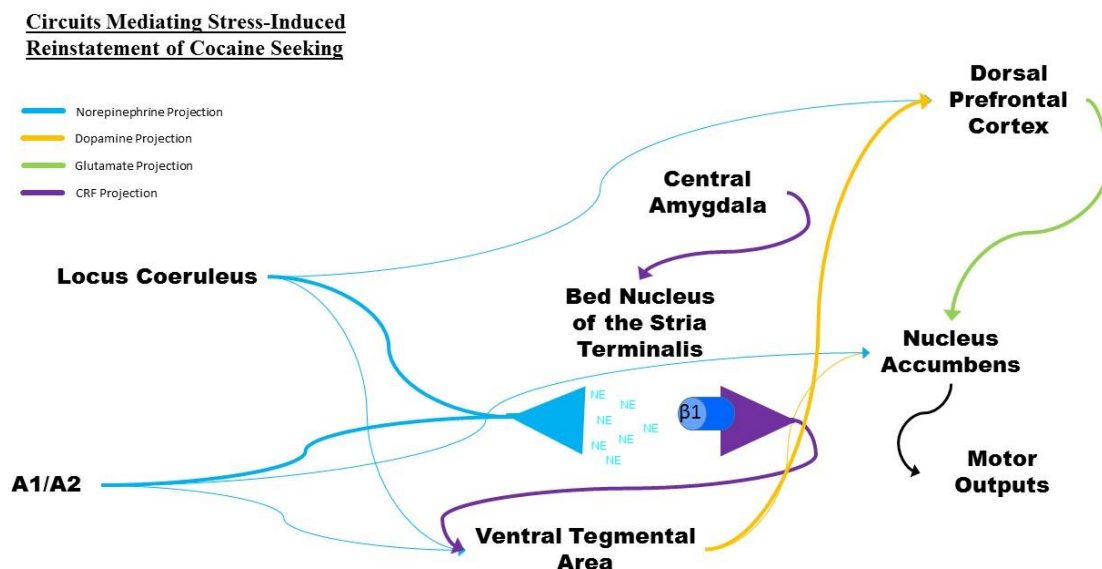 Circuits Mediating Stress-Induced
Reinstatement of Cocaine Seeking
Norepinephrine Projection
Dopamine Projection
Glutamate Projection
CRF Projection
Dorsal
Prefrontal
Cortex
Central
Amygdala
Locus Coeruleus
Bed Nucleus
of the Stria
Terminalis
Nucleus
Accumbens
NE
NE
NE
NE
NE
NE
NE
β1
A1/A2
Motor
Outputs
Ventral Tegmental
Area